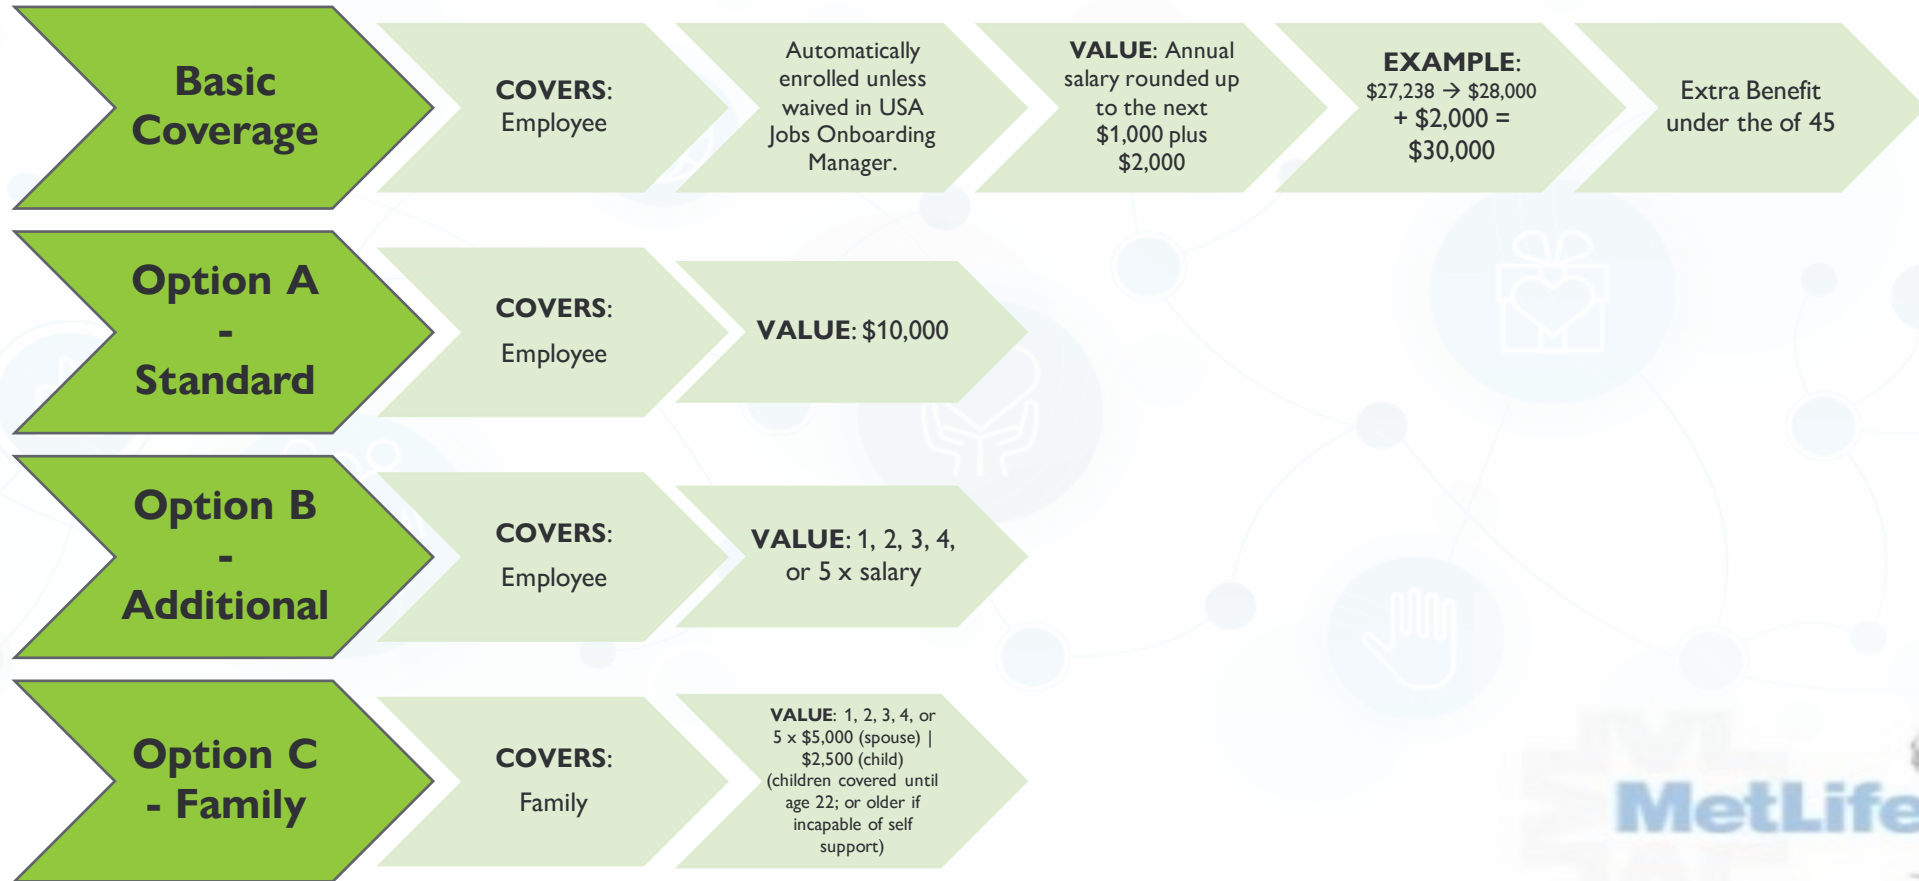 Basic
Coverage
COVERS:
Employee
Automatically
enrolled unless
waived in USA
Jobs Onboarding
Manager.
VALUE: Annual
salary rounded up
to the next
$1,000 plus
$2,000
EXAMPLE:
$27,238 → $28,000
+ $2,000 =
$30,000
Extra Benefit
under the of 45
Option A
-
Standard
COVERS:
Employee
VALUE: $10,000
Option B
-
Additional
COVERS:
Employee
VALUE: 1, 2, 3, 4,
or 5 x salary
Option C
- Family
COVERS:
Family
VALUE: 1, 2, 3, 4, or
5 x $5,000 (spouse) |
$2,500 (child)
(children covered until
age 22; or older if
incapable of self
support)
MetLife